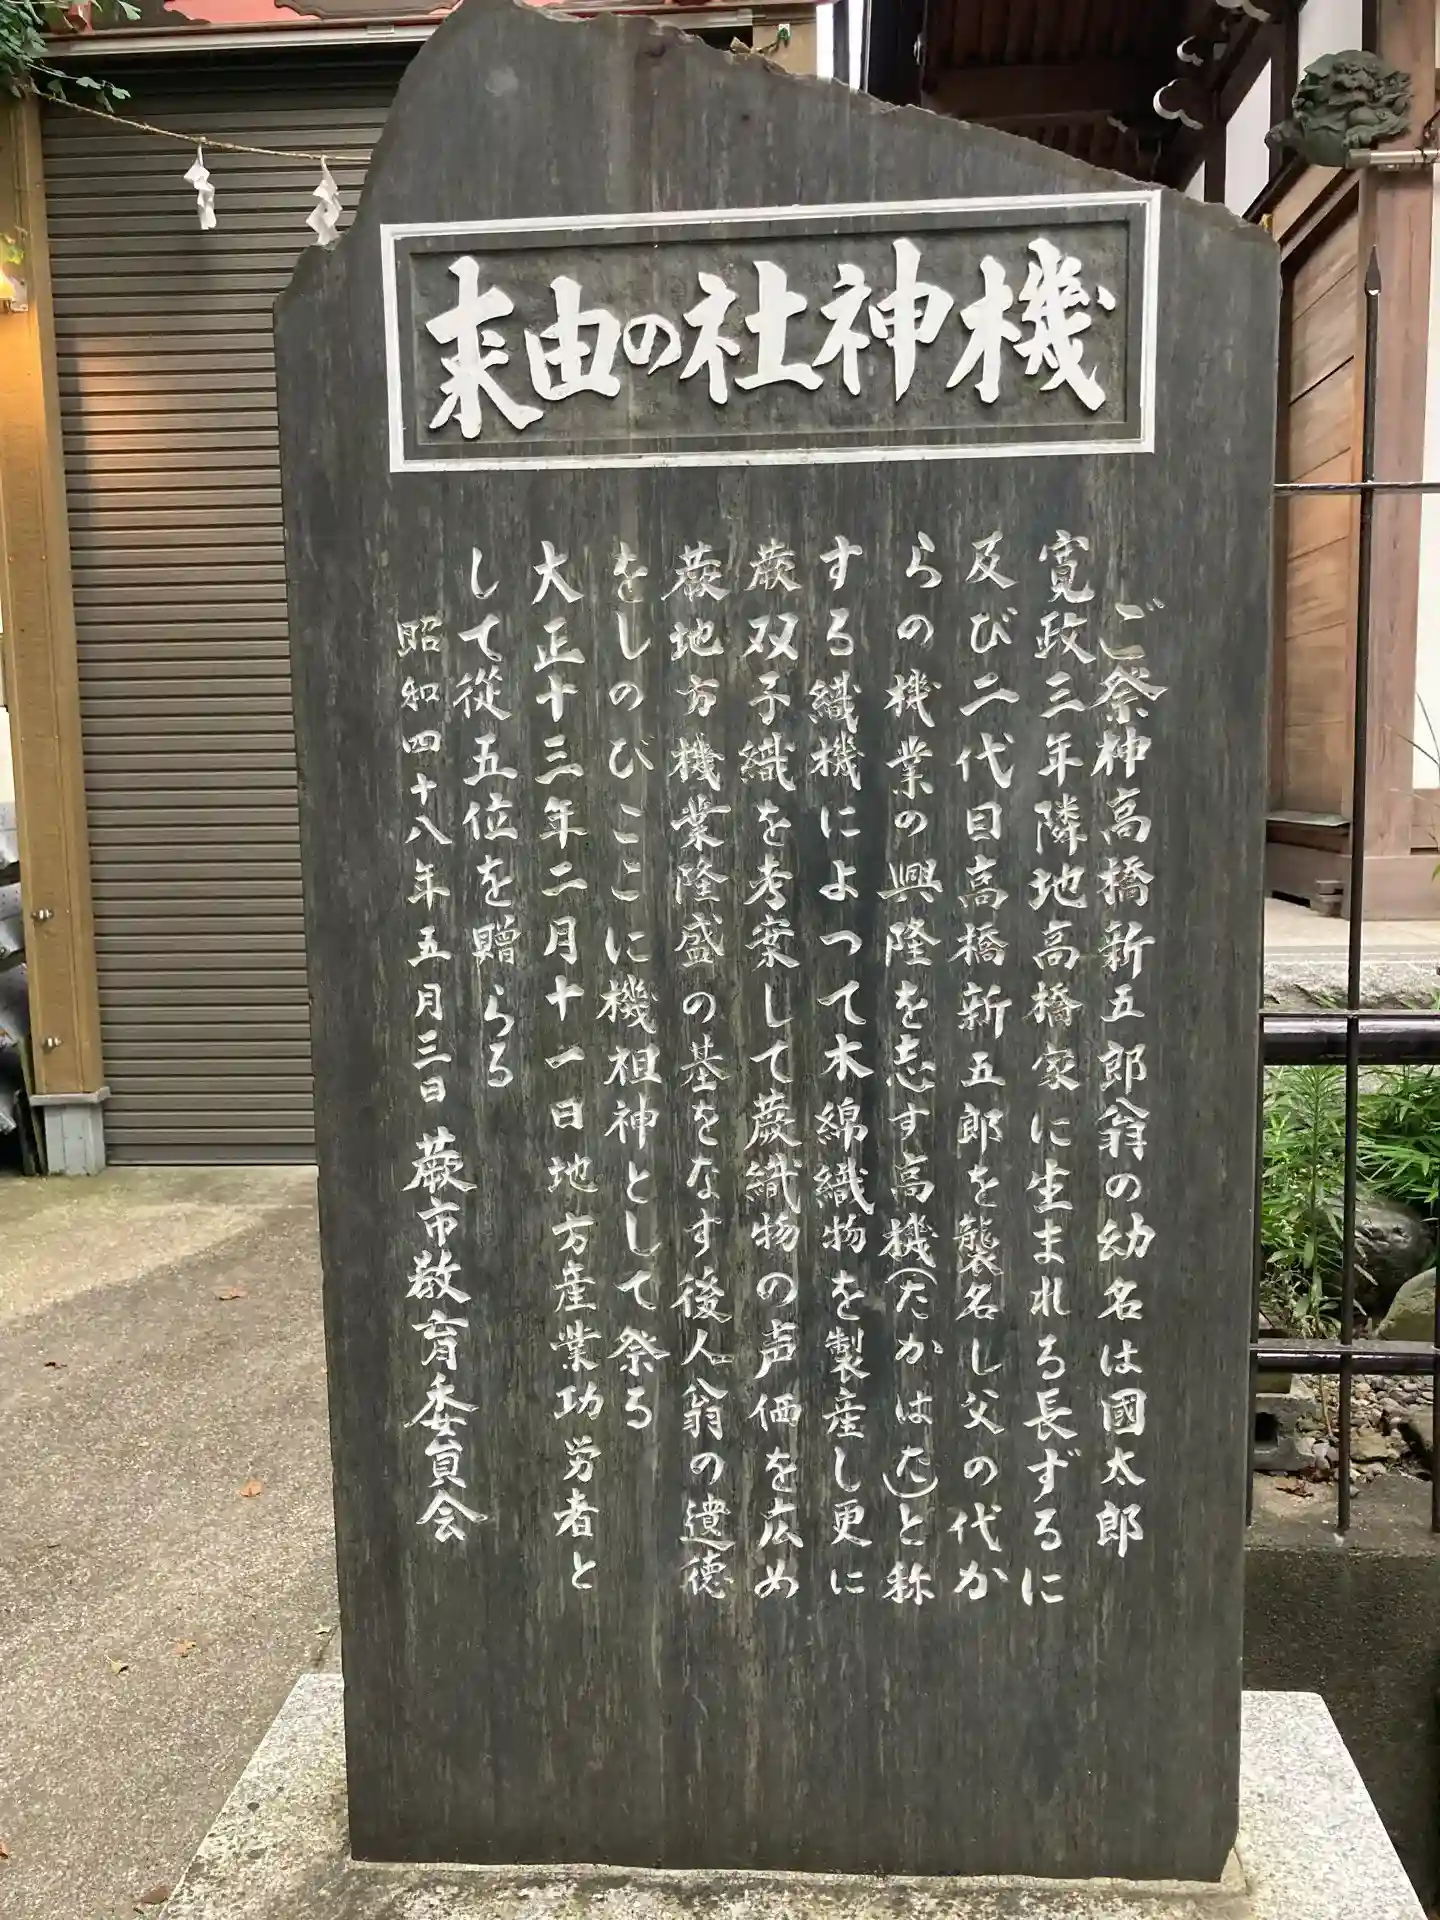 機神社の由来
ご祭神高橋新五郎翁の幼名は國太郎
寛政三年隣地高橋家に生まれる長ずるに
及び二代目高橋新五郎を襲名し父の代か
らの機業の興隆を志す高機(たかはた)と称
する織機によつて木綿織物を製産し更に
蕨双子織を考案して蕨織物の声価を広め
蕨地方機業隆盛の基をなす後人翁の遺徳
をしのびここに機祖神として祭る
大正十三年二月十一日地方産業功労者と
して從五位を贈らる
昭和四十八年五月三日 蕨市教育委員会